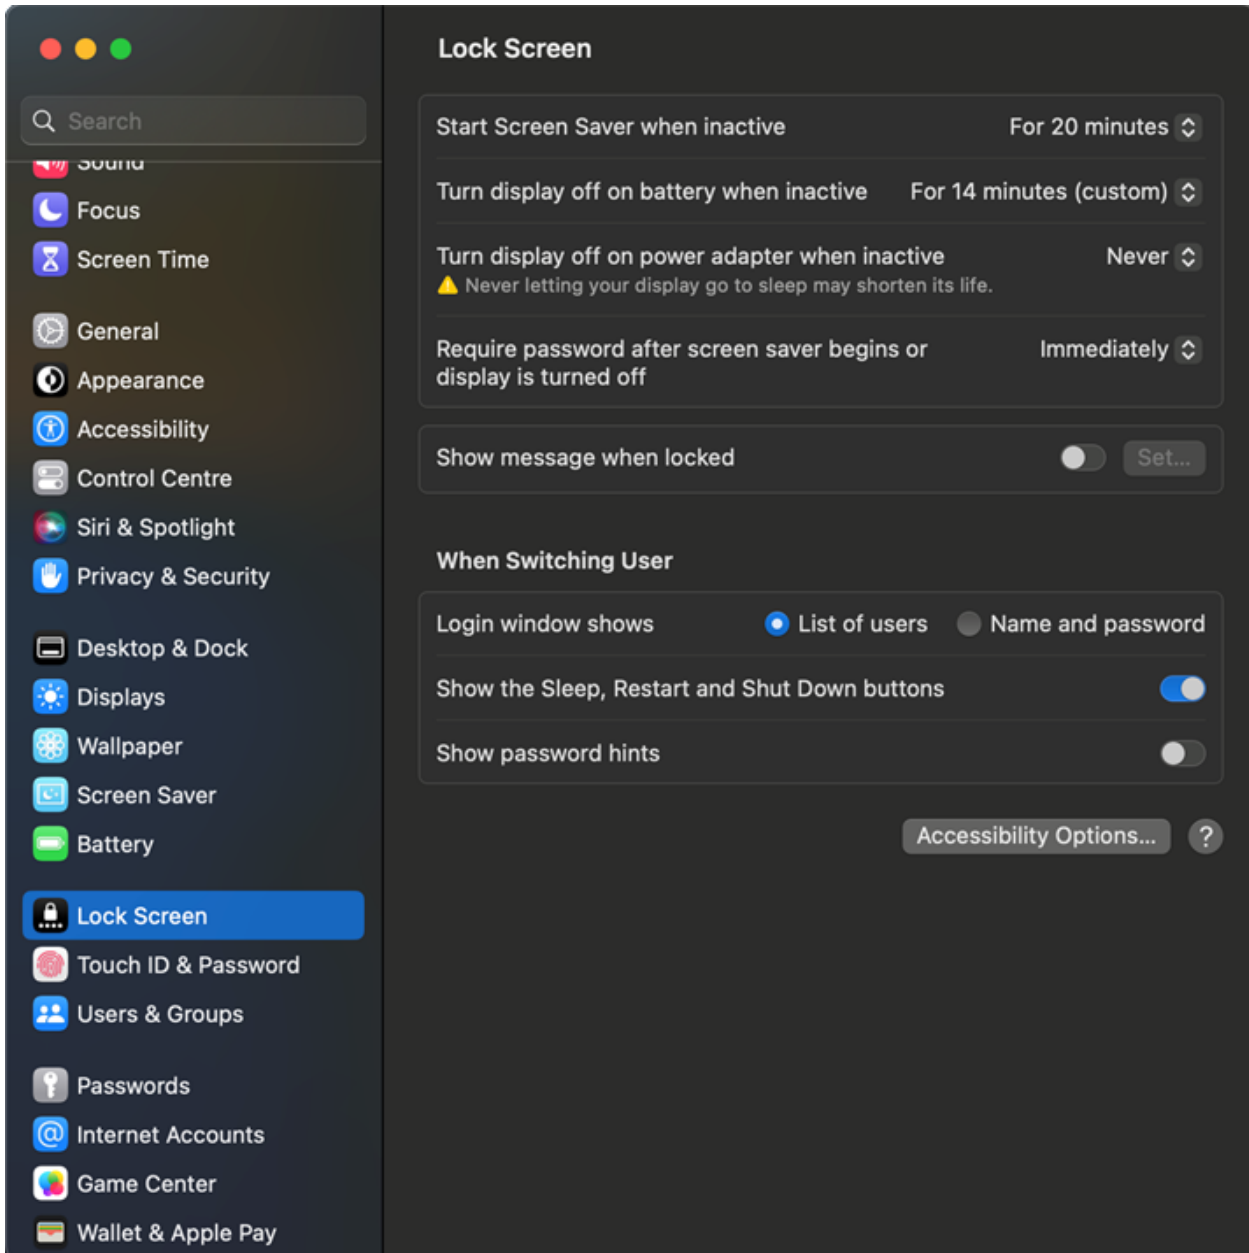 Search
Sound
Focus
Screen Time
General
Appearance
Accessibility
Control Centre
Siri & Spotlight
Privacy & Security
Desktop & Dock
Displays
Wallpaper
Screen Saver
Battery
Lock Screen
Touch ID & Password
Users & Groups
Passwords
Internet Accounts
Game Center
Wallet & Apple Pay
Lock Screen
Start Screen Saver when inactive For 20 minutes
Turn display off on battery when inactive For 14 minutes (custom)
Turn display off on power adapter when inactive Never
Never letting your display go to sleep may shorten its life.
Require password after screen saver begins or Immediately
display is turned off
Show message when locked Set...
When Switching User
Login window shows List of users Name and password
Show the Sleep, Restart and Shut Down buttons
Show password hints
Accessibility Options... ?